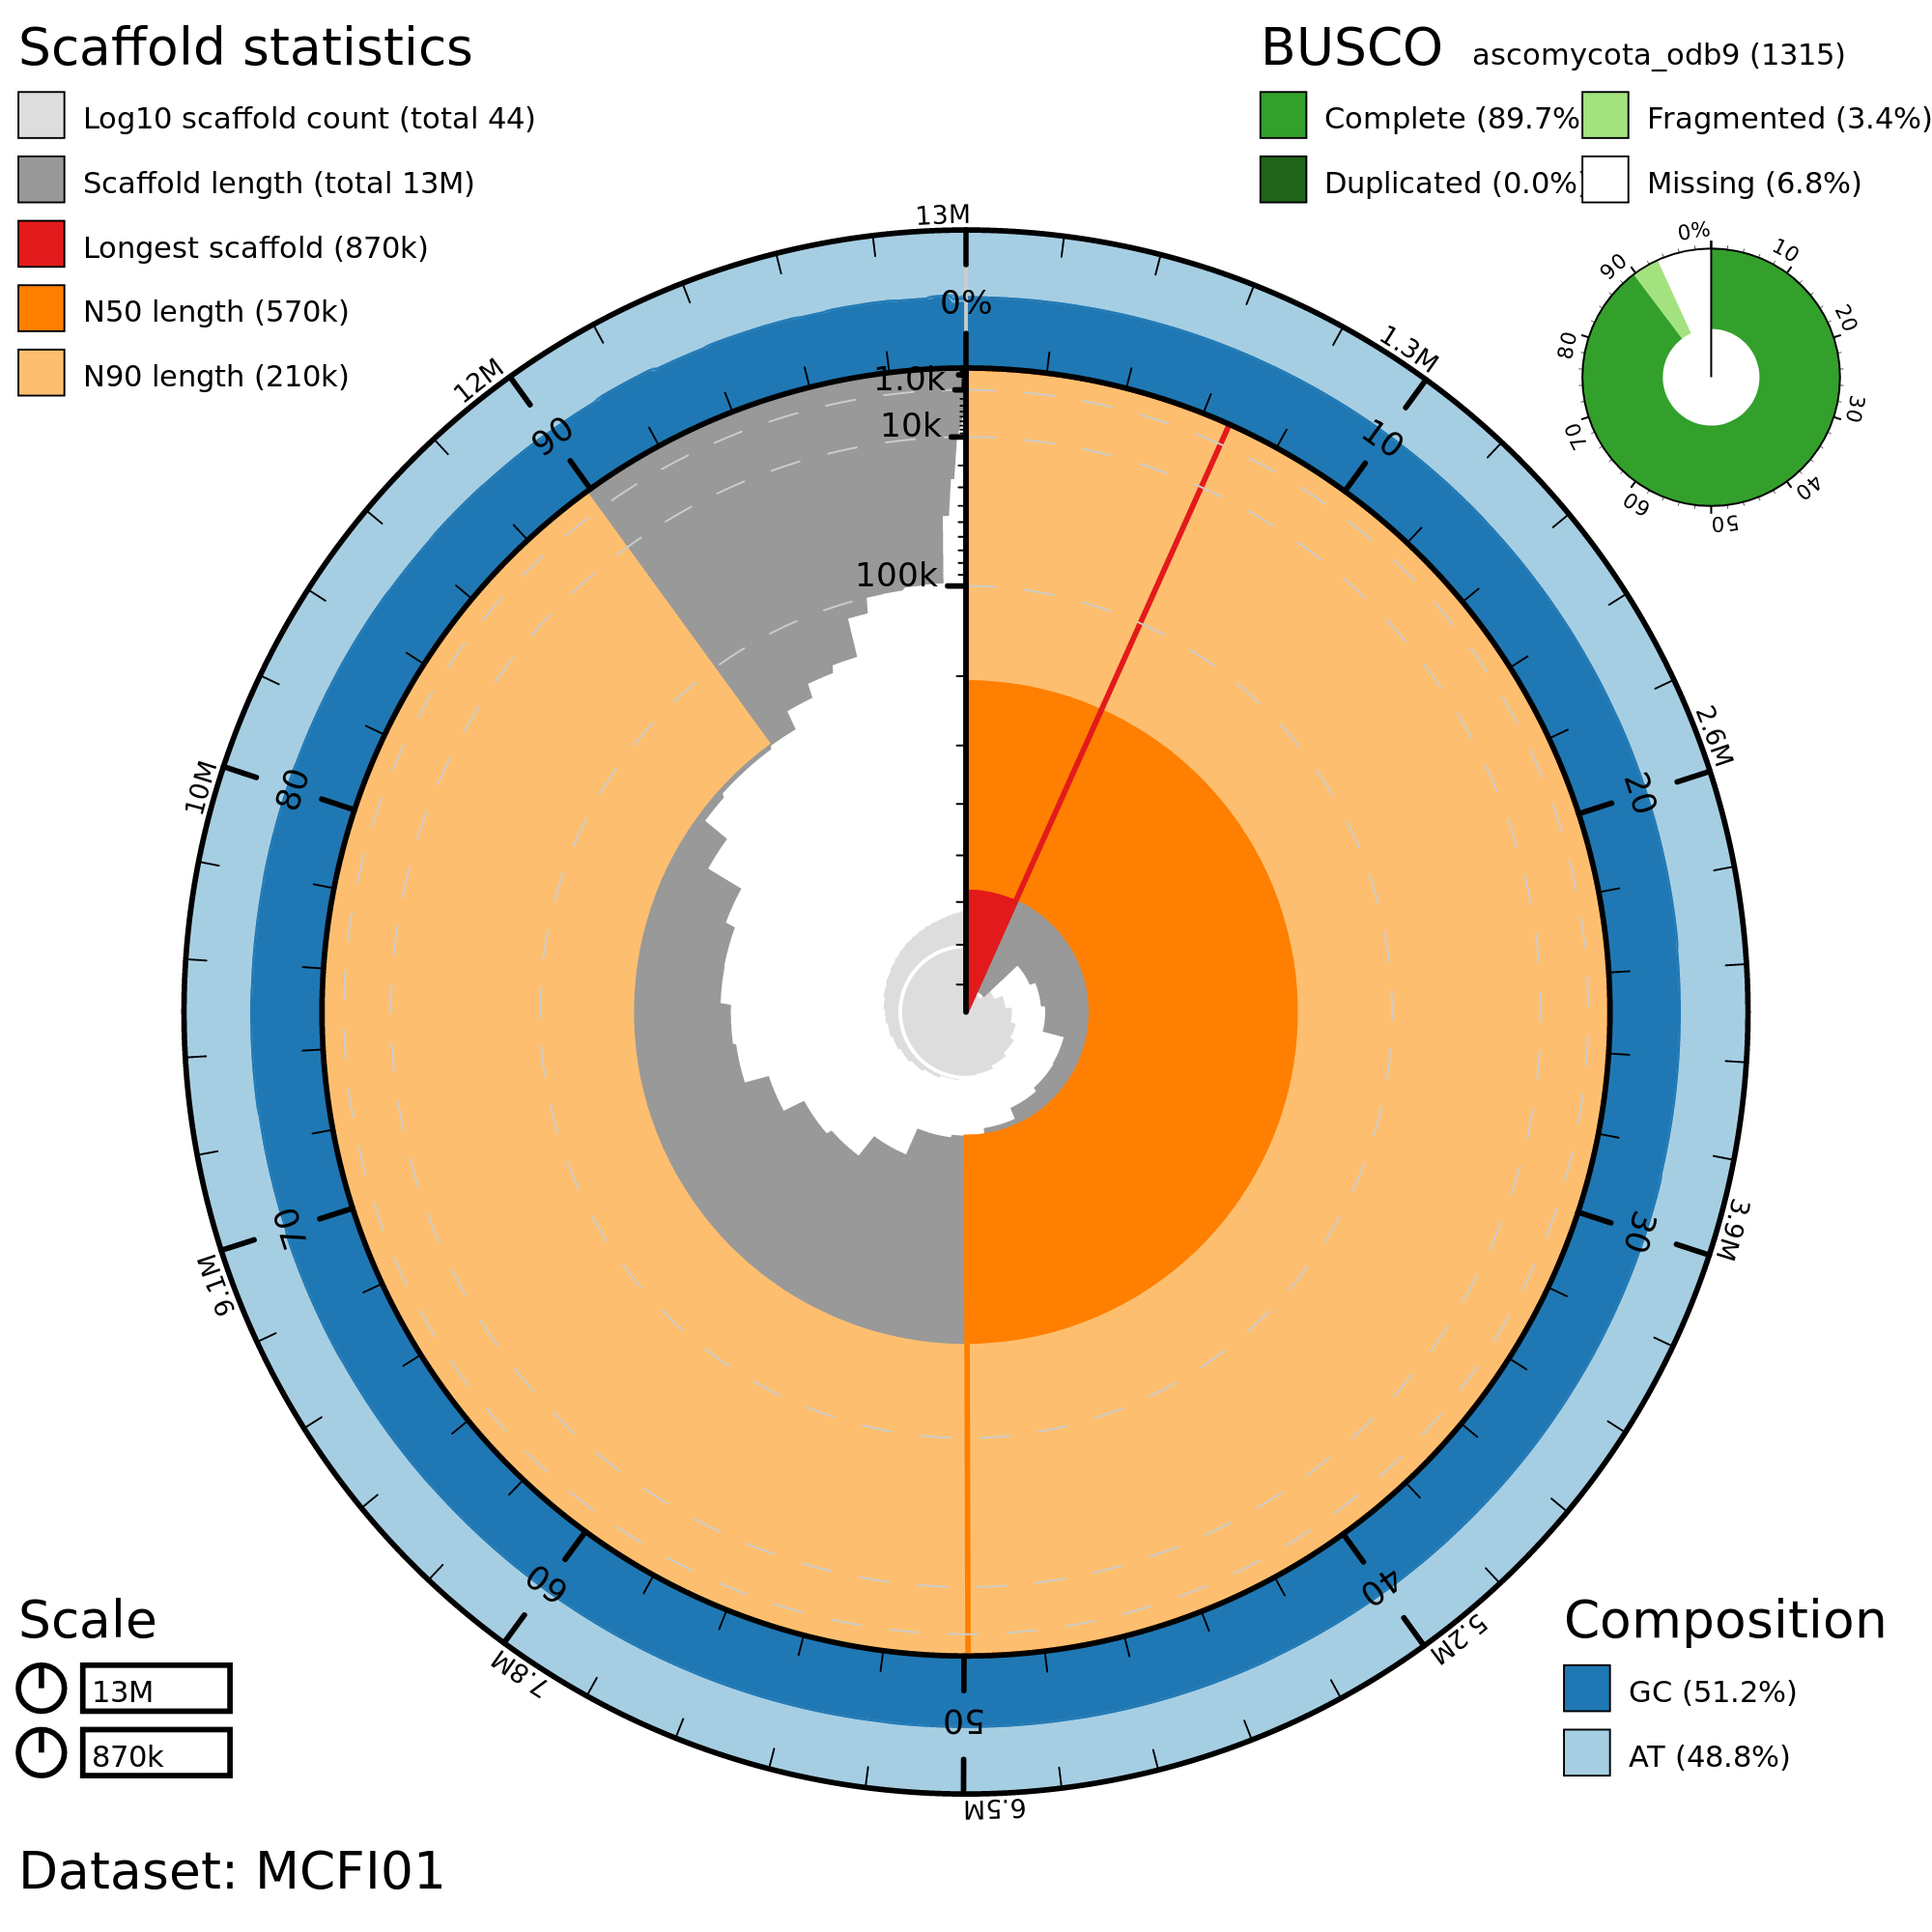 Scaffold statistics
Log10 scaffold count (total 44)
Scaffold length (total 13M)
Longest scaffold (870k)
N50 length (570k)
N90 length (210k)
BUSCO ascomycota_odb9 (1315)
Complete (89.7%
Fragmented (3.4%)
Duplicated (0.0%)
Missing (6.8%)
0%
10
20
30
40
50
60
70
80
90
13M
1.3M
2.6M
3.9M
5.2M
6.5M
7.8M
9.1M
10M
12M
0%
10
20
30
40
50
60
70
80
90
1.0k
10k
100k
Scale
13M
870k
Composition
GC (51.2%)
AT (48.8%)
Dataset: MCFI01